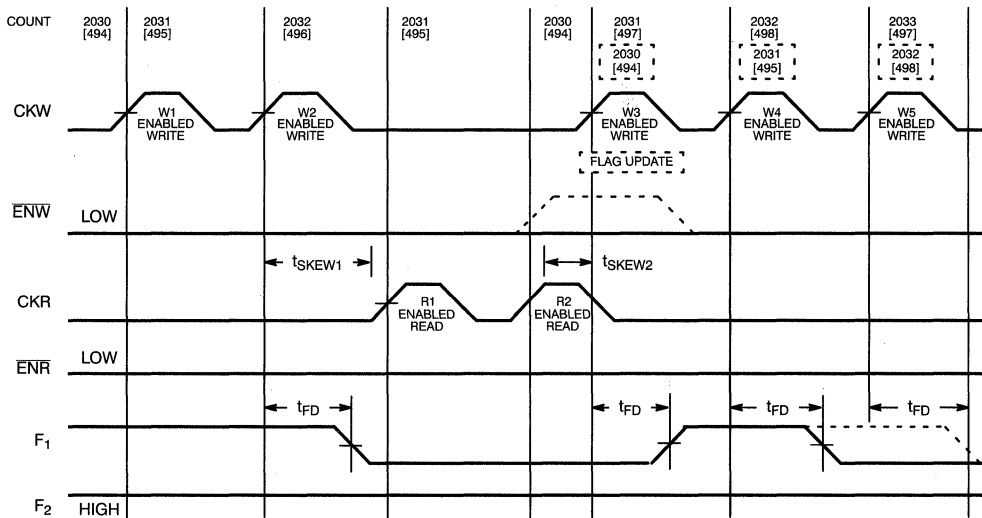 COUNT 2030 2031 2032 2031 2030 2031 2032 2033
[494] [495] [496] [495] [494] [497] [498] [497]
2030 2031 2032
[494] [495] [498]
CKW W1 W2 W3 W4 W5
ENABLED ENABLED ENABLED ENABLED ENABLED
WRITE WRITE WRITE WRITE WRITE
FLAG UPDATE
ENW LOW
tSKEW1 tSKEW2
CKR R1 R2
ENABLED ENABLED
READ READ
LOW
ENR
tFD tFD tFD tFD
F1
F2 HIGH